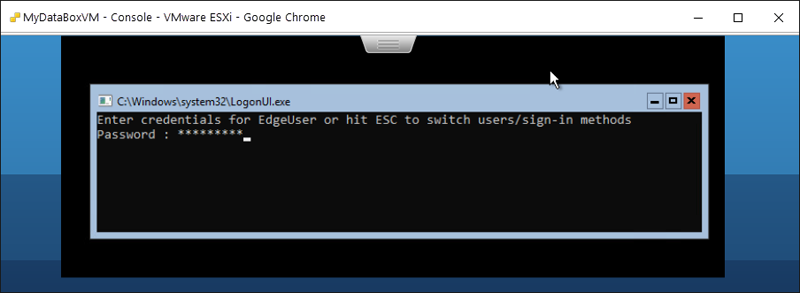 MyDataBoxVM - Console - VMware ESXi - Google Chrome
C:\Windows\system32\LogonUI.exe
Enter credentials for EdgeUser or hit ESC to switch users/sign-in methods
Password : *********